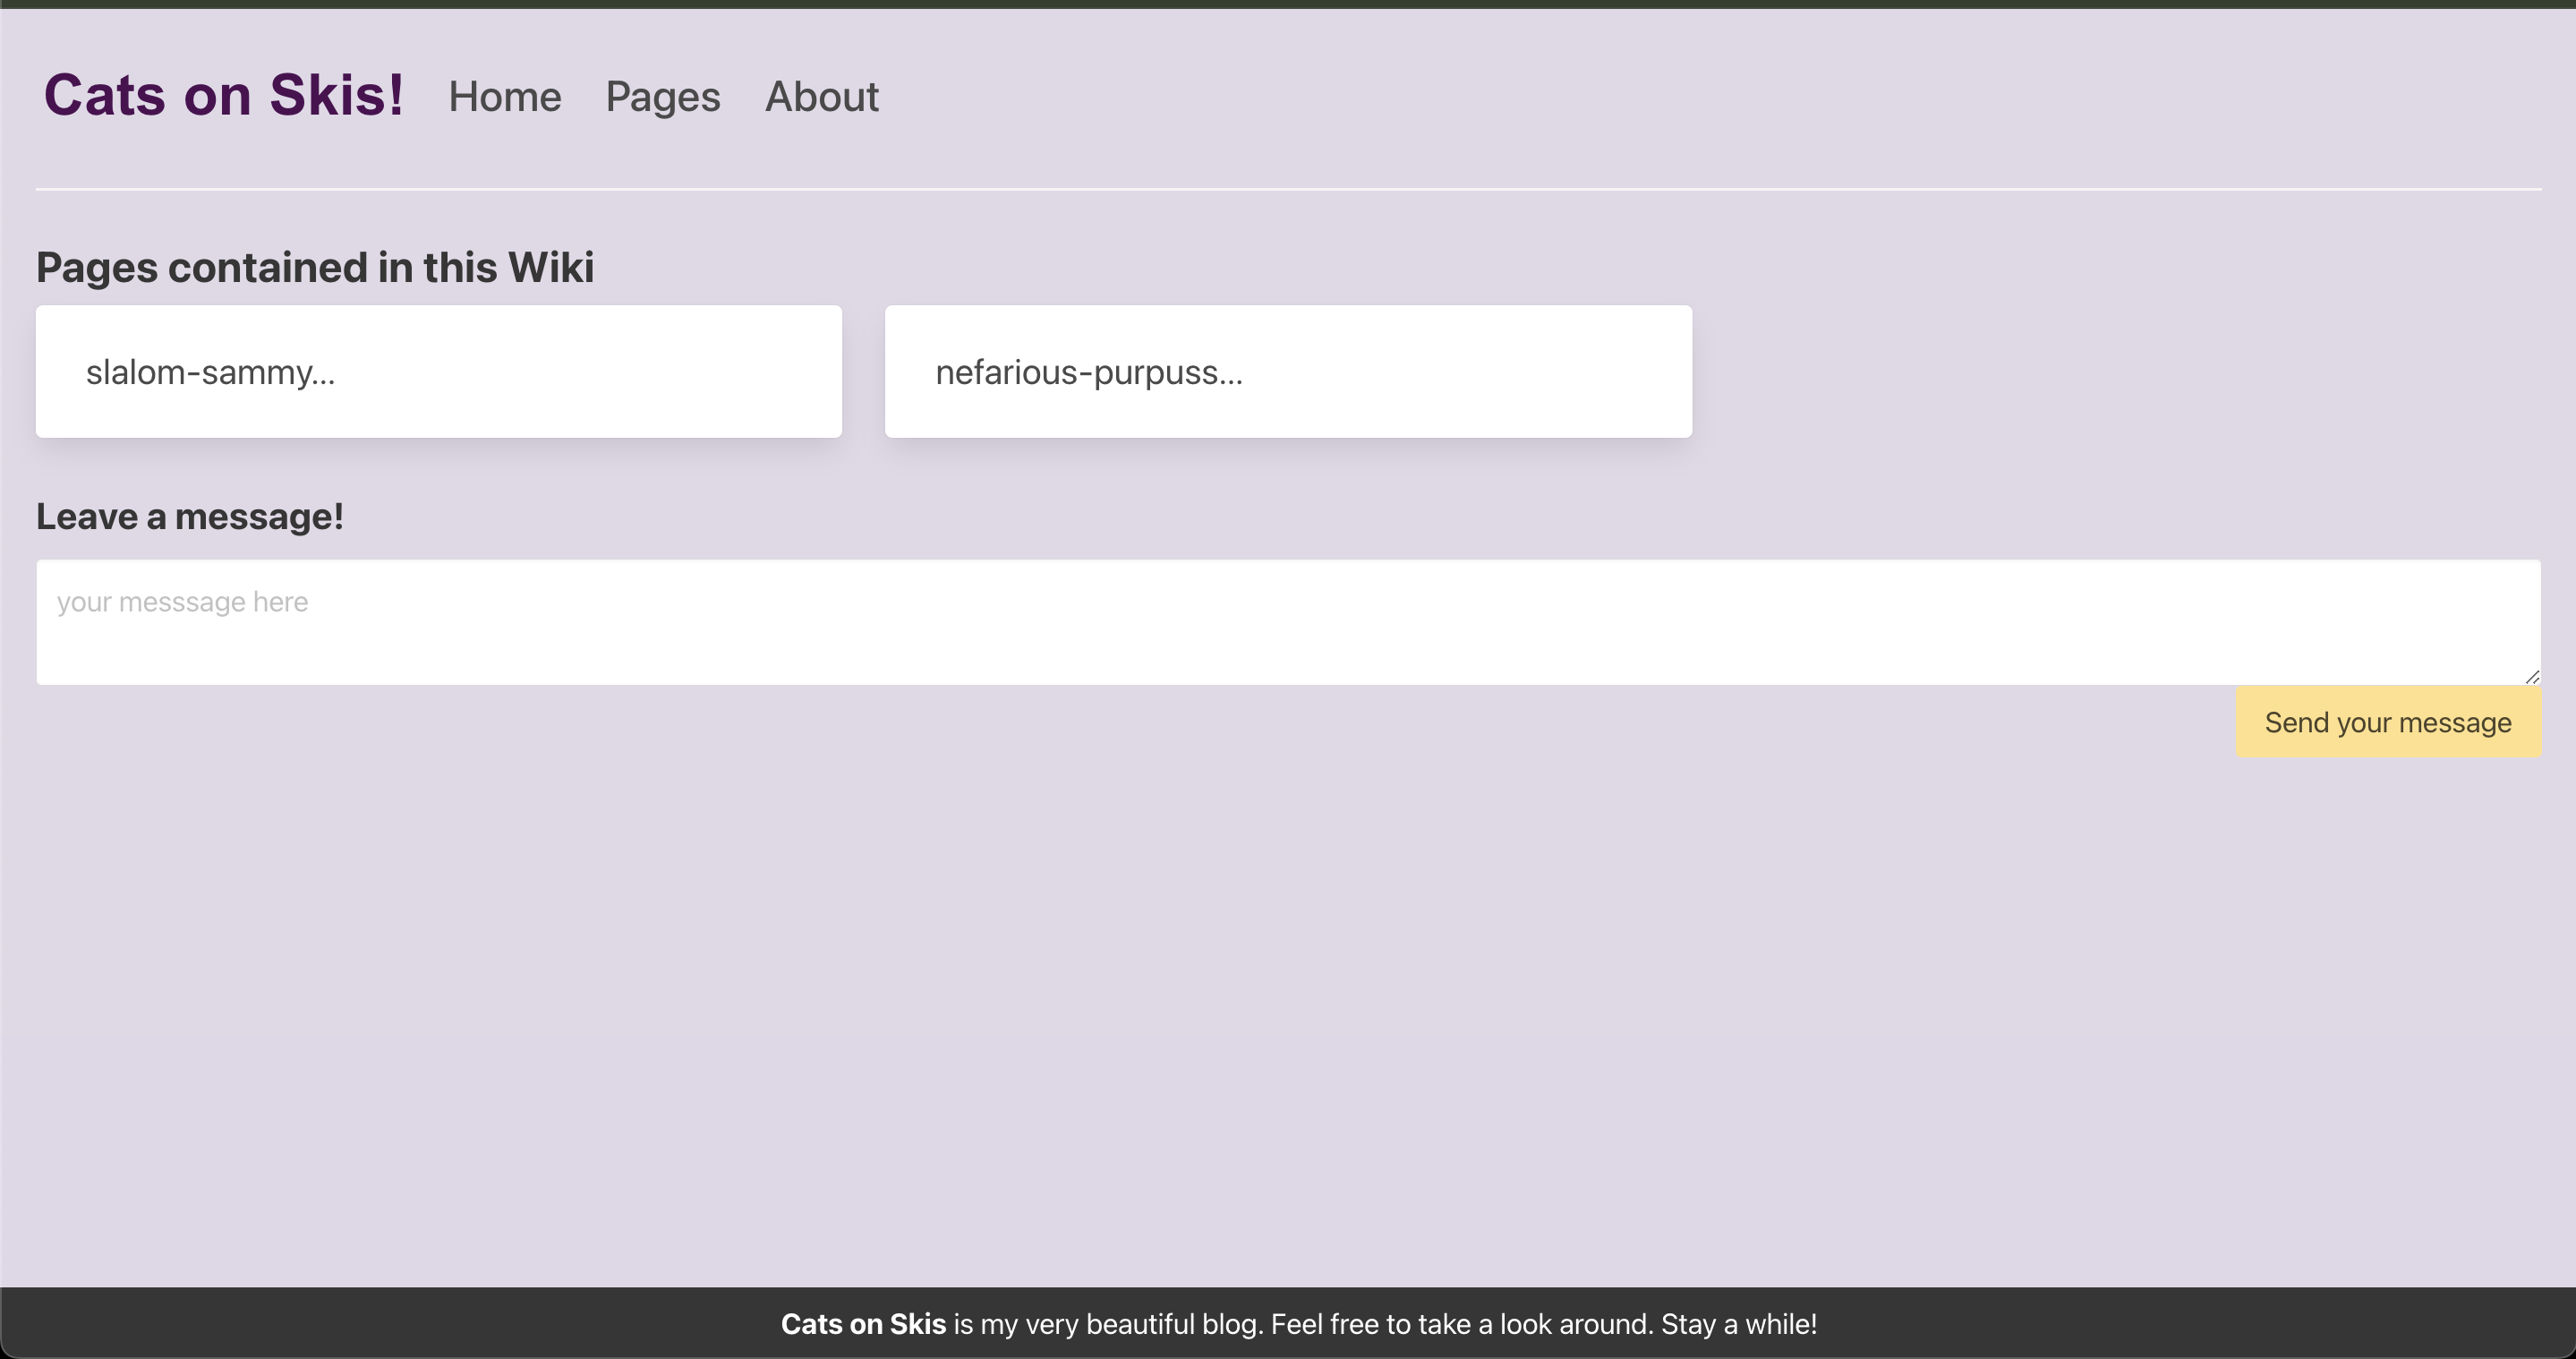 Cats on Skis! Home Pages About
Pages contained in this Wiki
slalom-sammy... nefarious-purpuss...
Leave a message!
your messsage here
Send your message
Cats on Skis is my very beautiful blog. Feel free to take a look around. Stay a while!